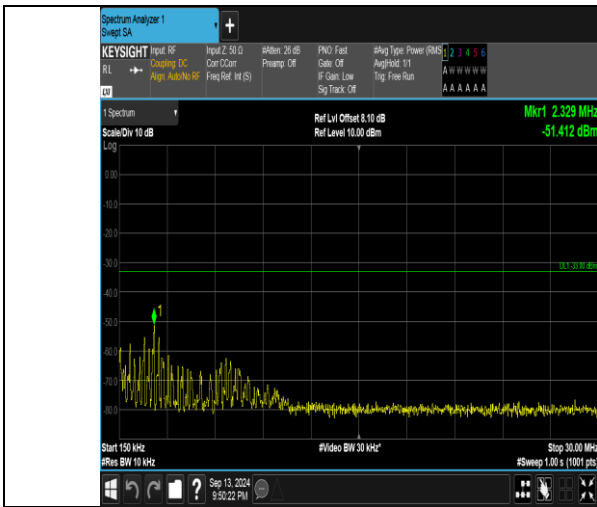 Spectrum Analyzer 1
Swept SA
+
KEYSIGHT
RL
LXI
Input: RF
Coupling: DC
Align: Auto/No RF
Input Z: 50 Ω
Corr CCorr
Freq Ref: Int (S)
#Atten: 26 dB
Preamp: Off
PNO: Fast
Gate: Off
IF Gain: Low
Sig Track: Off
#Avg Type: Power (RMS
Avg|Hold: 1/1
Trig: Free Run
1 2 3 4 5 6
A W W W W W
A A A A A A
1 Spectrum
Scale/Div 10 dB
Ref Lvl Offset 8.10 dB
Ref Level 10.00 dBm
Mkr1 2.329 MHz
-51.412 dBm
Log
0.00
-10.0
-20.0
-30.0
DL1 -33.00 dBm
-40.0
1
-50.0
-60.0
-70.0
-80.0
Start 150 kHz
#Res BW 10 kHz
#Video BW 30 kHz*
Stop 30.00 MHz
#Sweep 1.00 s (1001 pts)
?
Sep 13, 2024
9:50:22 PM